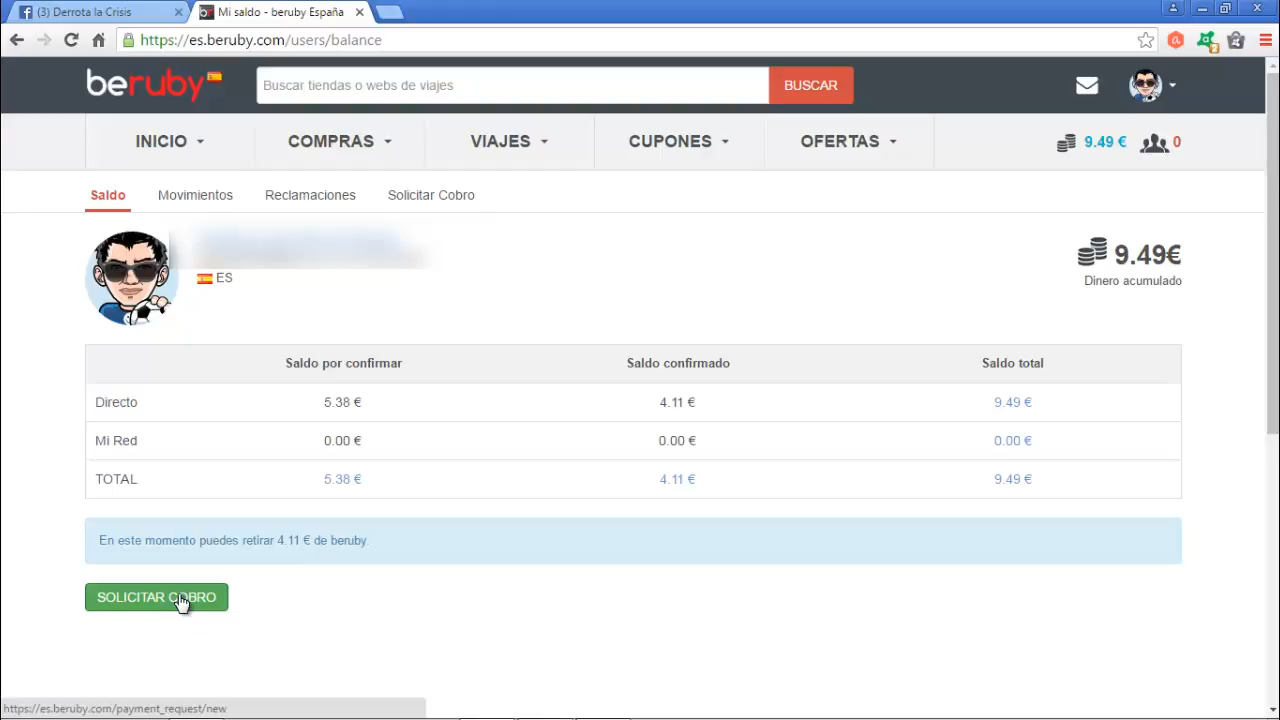 (3) Derrota la Crisis
Mi saldo - beruby España
https://es.beruby.com/users/balance
beruby
Buscar tiendas o webs de viajes
BUSCAR
INICIO
COMPRAS
VIAJES
CUPONES
OFERTAS
9.49 €
0
Saldo
Movimientos
Reclamaciones
Solicitar Cobro
ES
9.49€
Dinero acumulado
Saldo por confirmar Saldo confirmado Saldo total
Directo 5.38 € 4.11 € 9.49 €
Mi Red 0.00 € 0.00 € 0.00 €
TOTAL 5.38 € 4.11 € 9.49 €
En este momento puedes retirar 4.11 € de beruby
SOLICITAR COBRO
https://es.beruby.com/payment_request/new